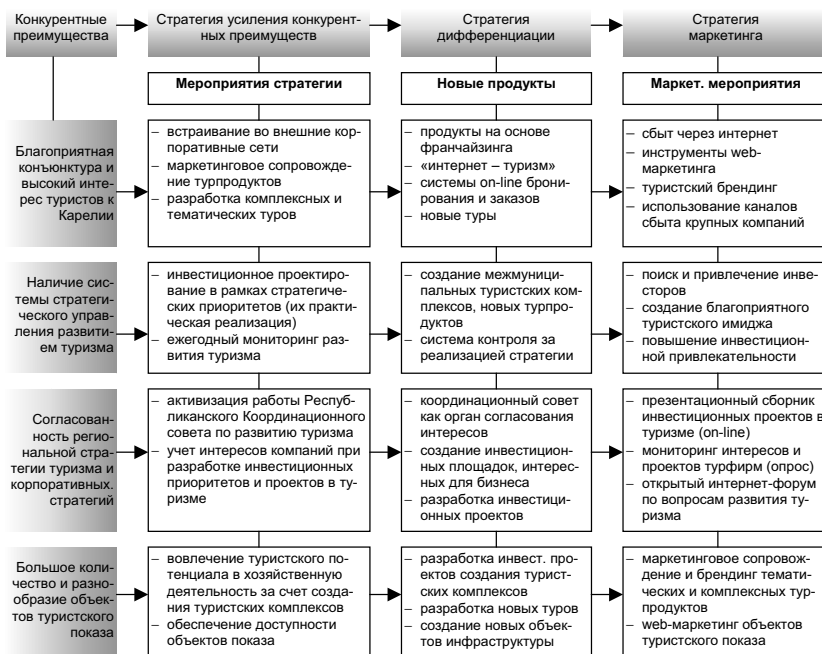 Конкурентные
преимущества
Стратегия усиления конкурент-
ных преимуществ
Стратегия
дифференциации
Стратегия
маркетинга
Мероприятия стратегии
Новые продукты
Маркет. мероприятия
Благоприятная
конъюнктура и
высокий инте-
рес туристов к
Карелии
– встраивание во внешние кор-
поративные сети
– маркетинговое сопровожде-
ние турпродуктов
– разработка комплексных и
тематических туров
– продукты на основе
франчайзинга
– «интернет – туризм»
– системы on-line брони-
рования и заказов
– новые туры
– сбыт через интернет
– инструменты web-
маркетинга
– туристский брендинг
– использование каналов
сбыта крупных компаний
Наличие сис-
темы стратеги-
ческого управ-
ления развити-
ем туризма
– инвестиционное проектиро-
вание в рамках стратегиче-
ских приоритетов (их практи-
ческая реализация)
– ежегодный мониторинг раз-
вития туризма
– создание межмуници-
пальных туристских ком-
плексов, новых турпро-
дуктов
– система контроля за
реализацией стратегии
– поиск и привлечение инве-
сторов
– создание благоприятного
туристского имиджа
– повышение инвестицион-
ной привлекательности
Согласован-
ность регио-
нальной стра-
тегии туризма и
корпоративных.
стратегий
– активизация работы Респуб-
ликанского Координационного
совета по развитию туризма
– учет интересов компаний при
разработке инвестиционных
приоритетов и проектов в ту-
ризме
– координационный совет
как орган согласования
интересов
– создание инвестицион-
ных площадок, интерес-
ных для бизнеса
– разработка инвестици-
онных проектов
– презентационный сборник
инвестиционных проектов в
туризме (on-line)
– мониторинг интересов и
проектов турфирм (опрос)
– открытый интернет-форум
по вопросам развития ту-
ризма
Большое коли-
чество и разно-
образие объек-
тов туристского
показа
– вовлечение туристского по-
тенциала в хозяйственную
деятельность за счет созда-
ния туристских комплексов
– обеспечение доступности
объектов показа
– разработка инвест. про-
ектов создания турист-
ских комплексов
– разработка новых туров
– создание новых объек-
тов инфраструктуры
– маркетинговое сопровож-
дение и брендинг темати-
ческих и комплексных тур-
продуктов
– web-маркетинг объектов
туристского показа